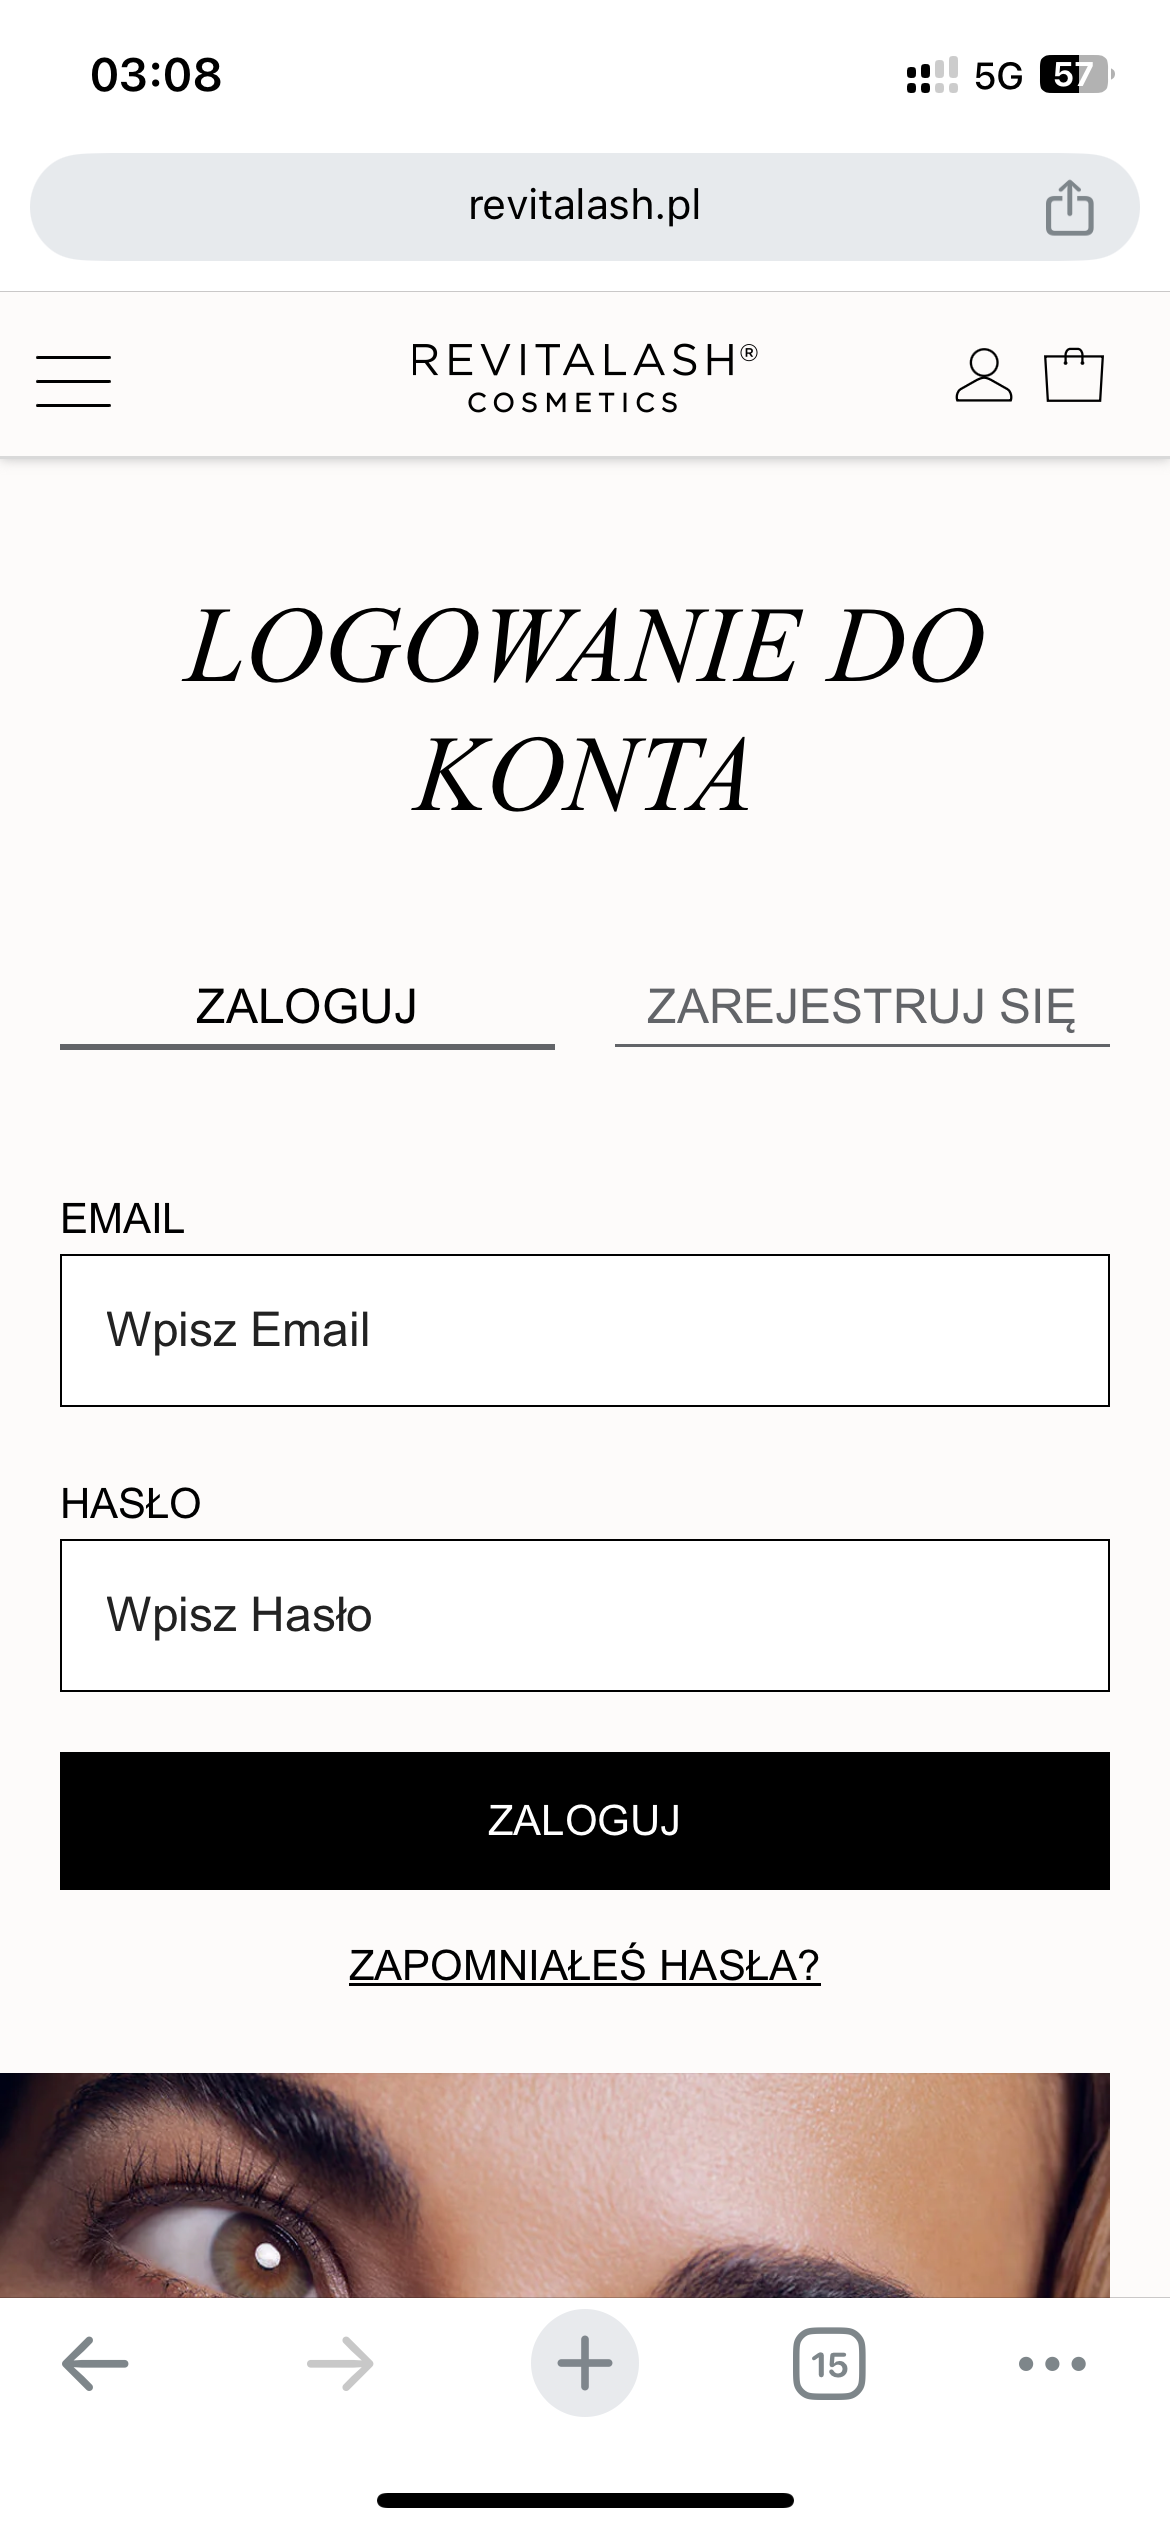 03:08
5G 57
revitalash.pl
REVITALASH®
COSMETICS
LOGOWANIE DO
KONTA
ZALOGUJ
ZAREJESTRUJ SIĘ
EMAIL
Wpisz Email
HASŁO
Wpisz Hasło
ZALOGUJ
ZAPOMNIAŁEŚ HASŁA?
15